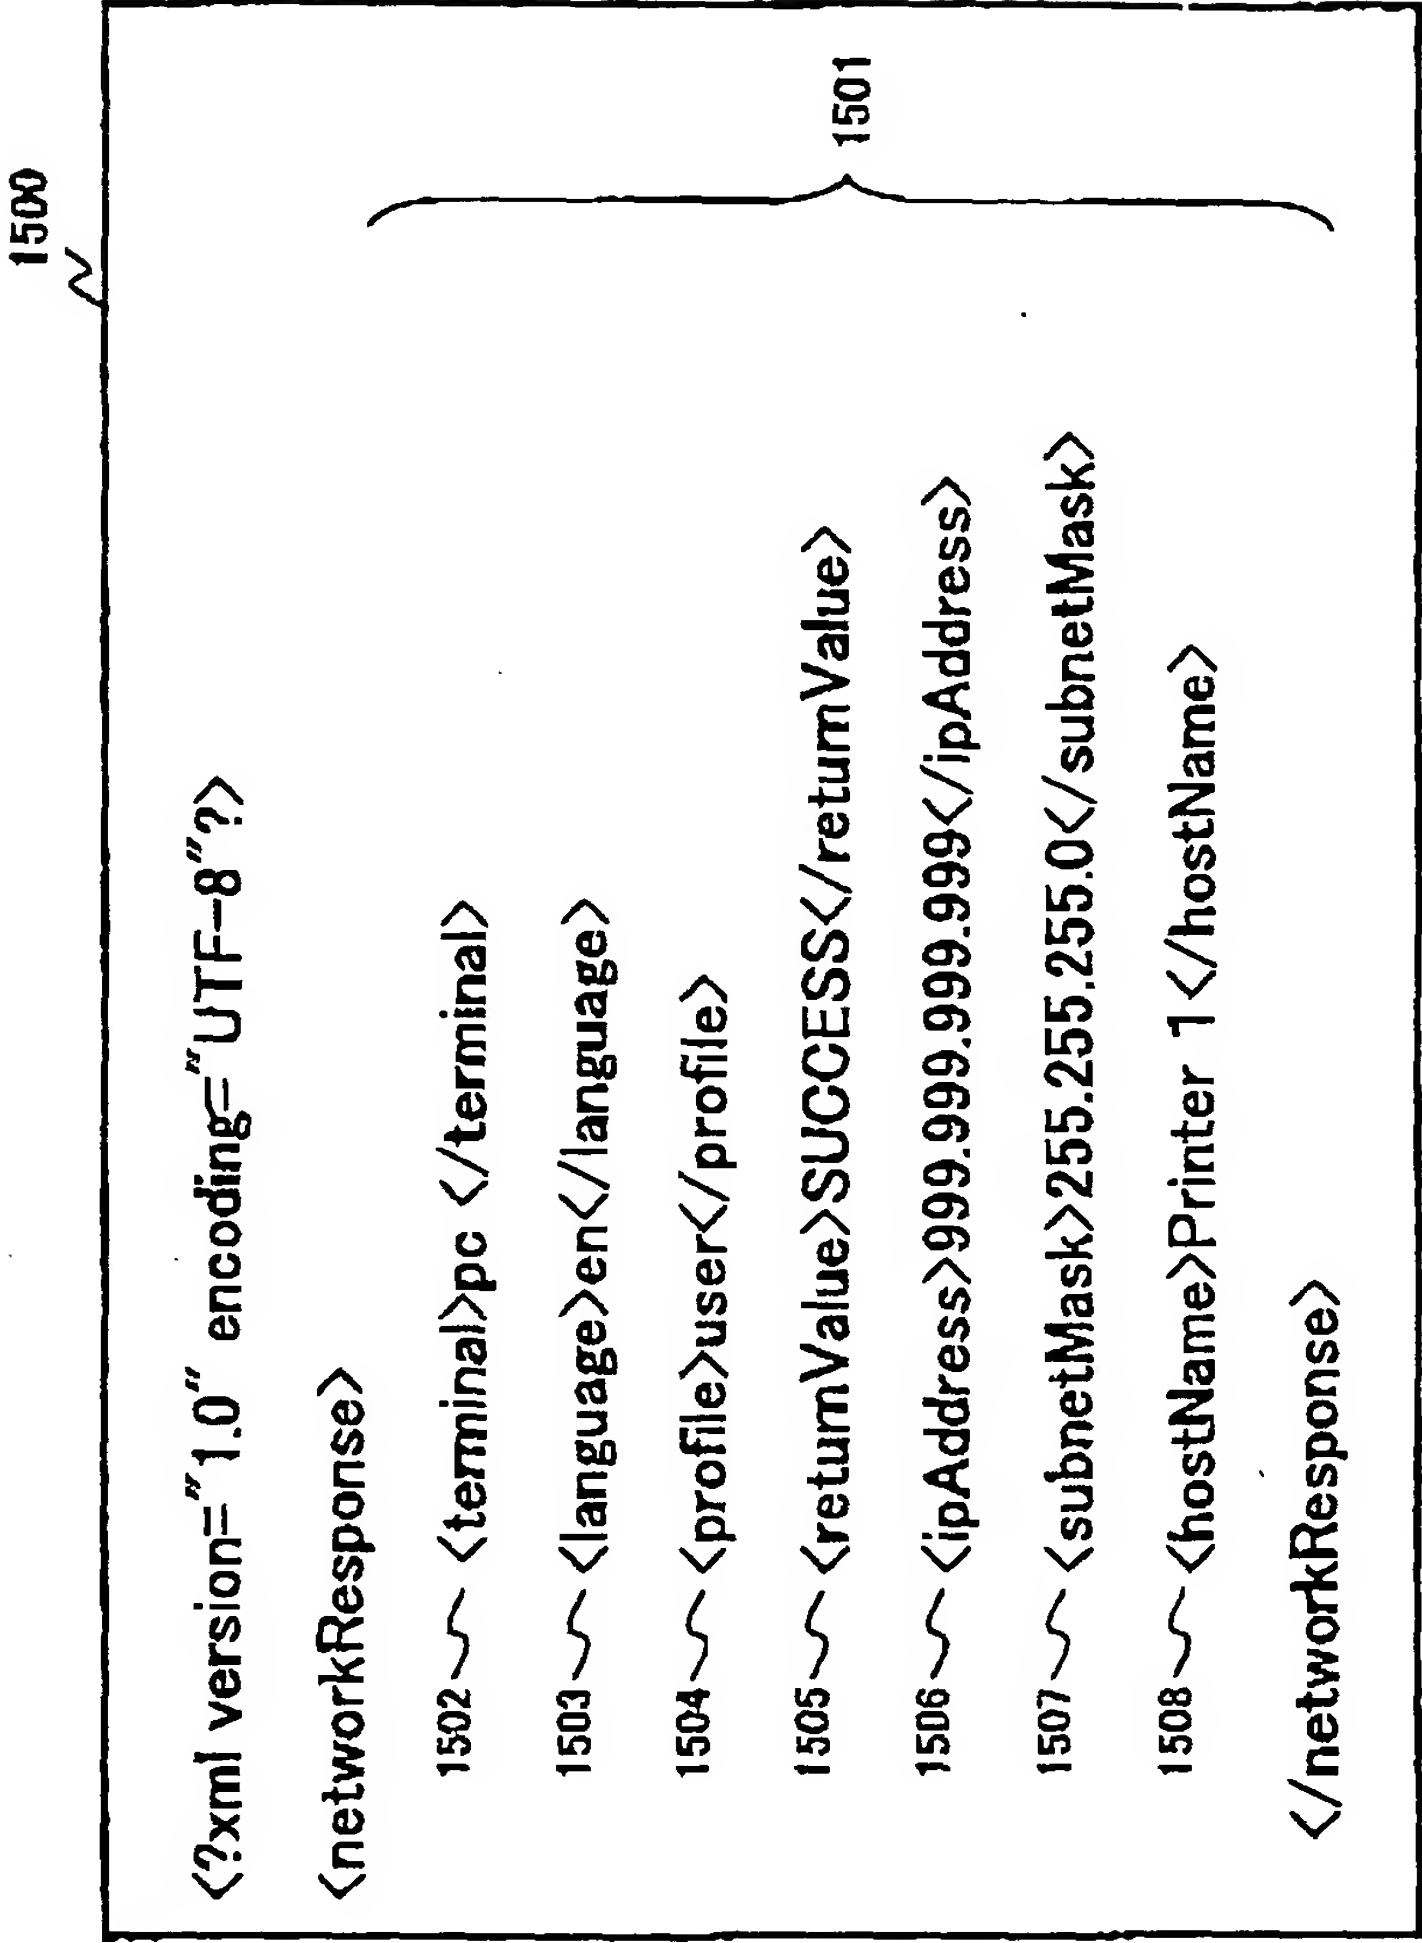 1500
<?xml version="1.0" encoding="UTF-8"?>
<networkResponse>
1502 <terminal>pc </terminal>
1503 <language>en</language>
1504 <profile>user</profile>
1505 <returnValue>SUCCESS</returnValue>
1506 <ipAddress>999.999.999.999</ipAddress>
1507 <subnetMask>255.255.255.0</subnetMask>
1508 <hostName>Printer 1</hostName>
</networkResponse>
1501